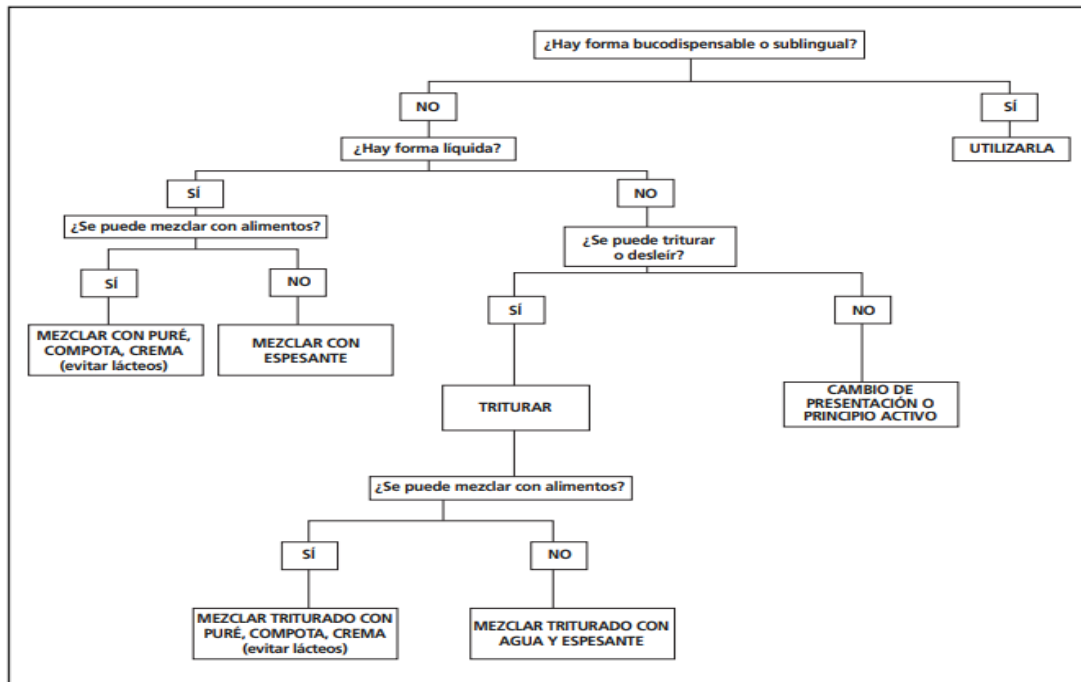 ¿Hay forma bucodispensable o sublingual?
NO
SÍ
¿Hay forma líquida?
UTILIZARLA
SÍ
NO
¿Se puede mezclar con alimentos?
¿Se puede triturar
o desleír?
SÍ
NO
SÍ
NO
MEZCLAR CON PURÉ,
COMPOTA, CREMA
(evitar lácteos)
MEZCLAR CON
ESPESANTE
TRITURAR
CAMBIO DE
PRESENTACIÓN O
PRINCIPIO ACTIVO
¿Se puede mezclar con alimentos?
SÍ
NO
MEZCLAR TRITURADO CON
PURÉ, COMPOTA, CREMA
(evitar lácteos)
MEZCLAR TRITURADO CON
AGUA Y ESPESANTE